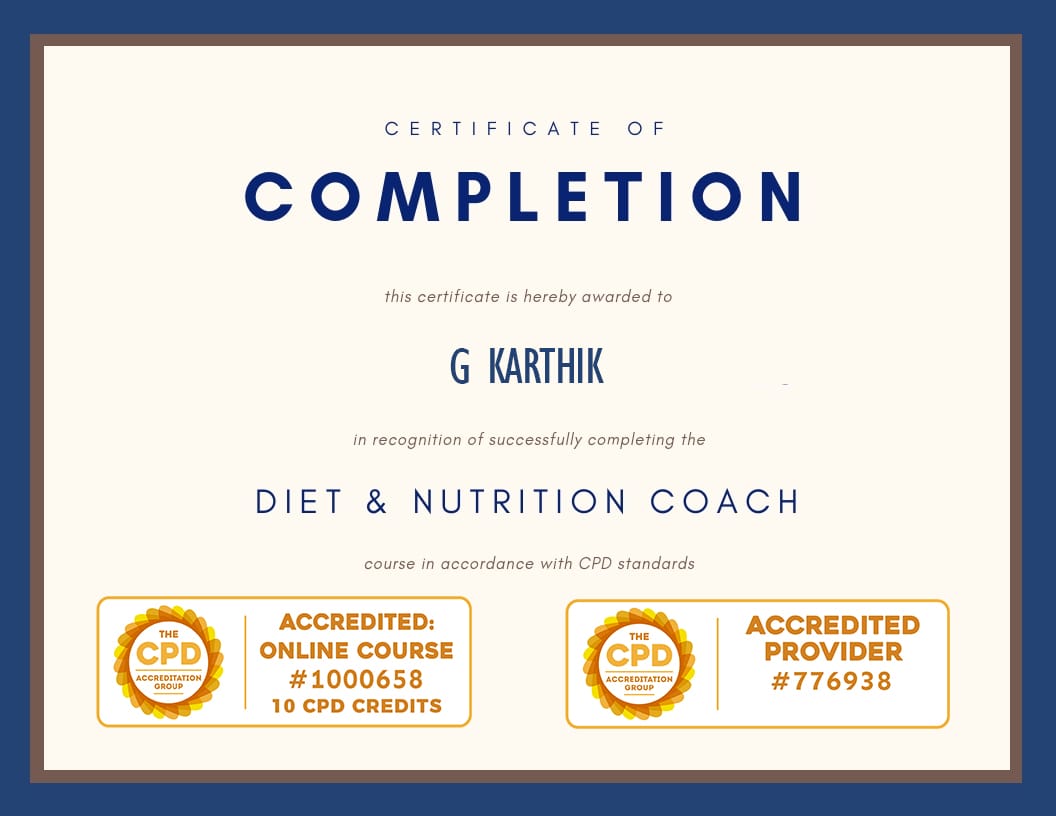 CERTIFICATE OF
COMPLETION
this certificate is hereby awarded to
G KARTHIK
in recognition of successfully completing the
DIET & NUTRITION COACH
course in accordance with CPD standards
THE
CPD
ACCREDITATION
GROUP
ACCREDITED:
ONLINE COURSE
#1000658
10 CPD CREDITS
THE
CPD
ACCREDITATION
GROUP
ACCREDITED
PROVIDER
#776938